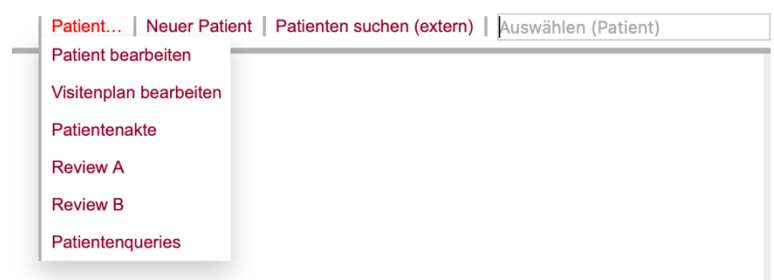 Patient... | Neuer Patient | Patienten suchen (extern) | Auswählen (Patient)
Patient bearbeiten
Visitenplan bearbeiten
Patientenakte
Review A
Review B
Patientenqueries